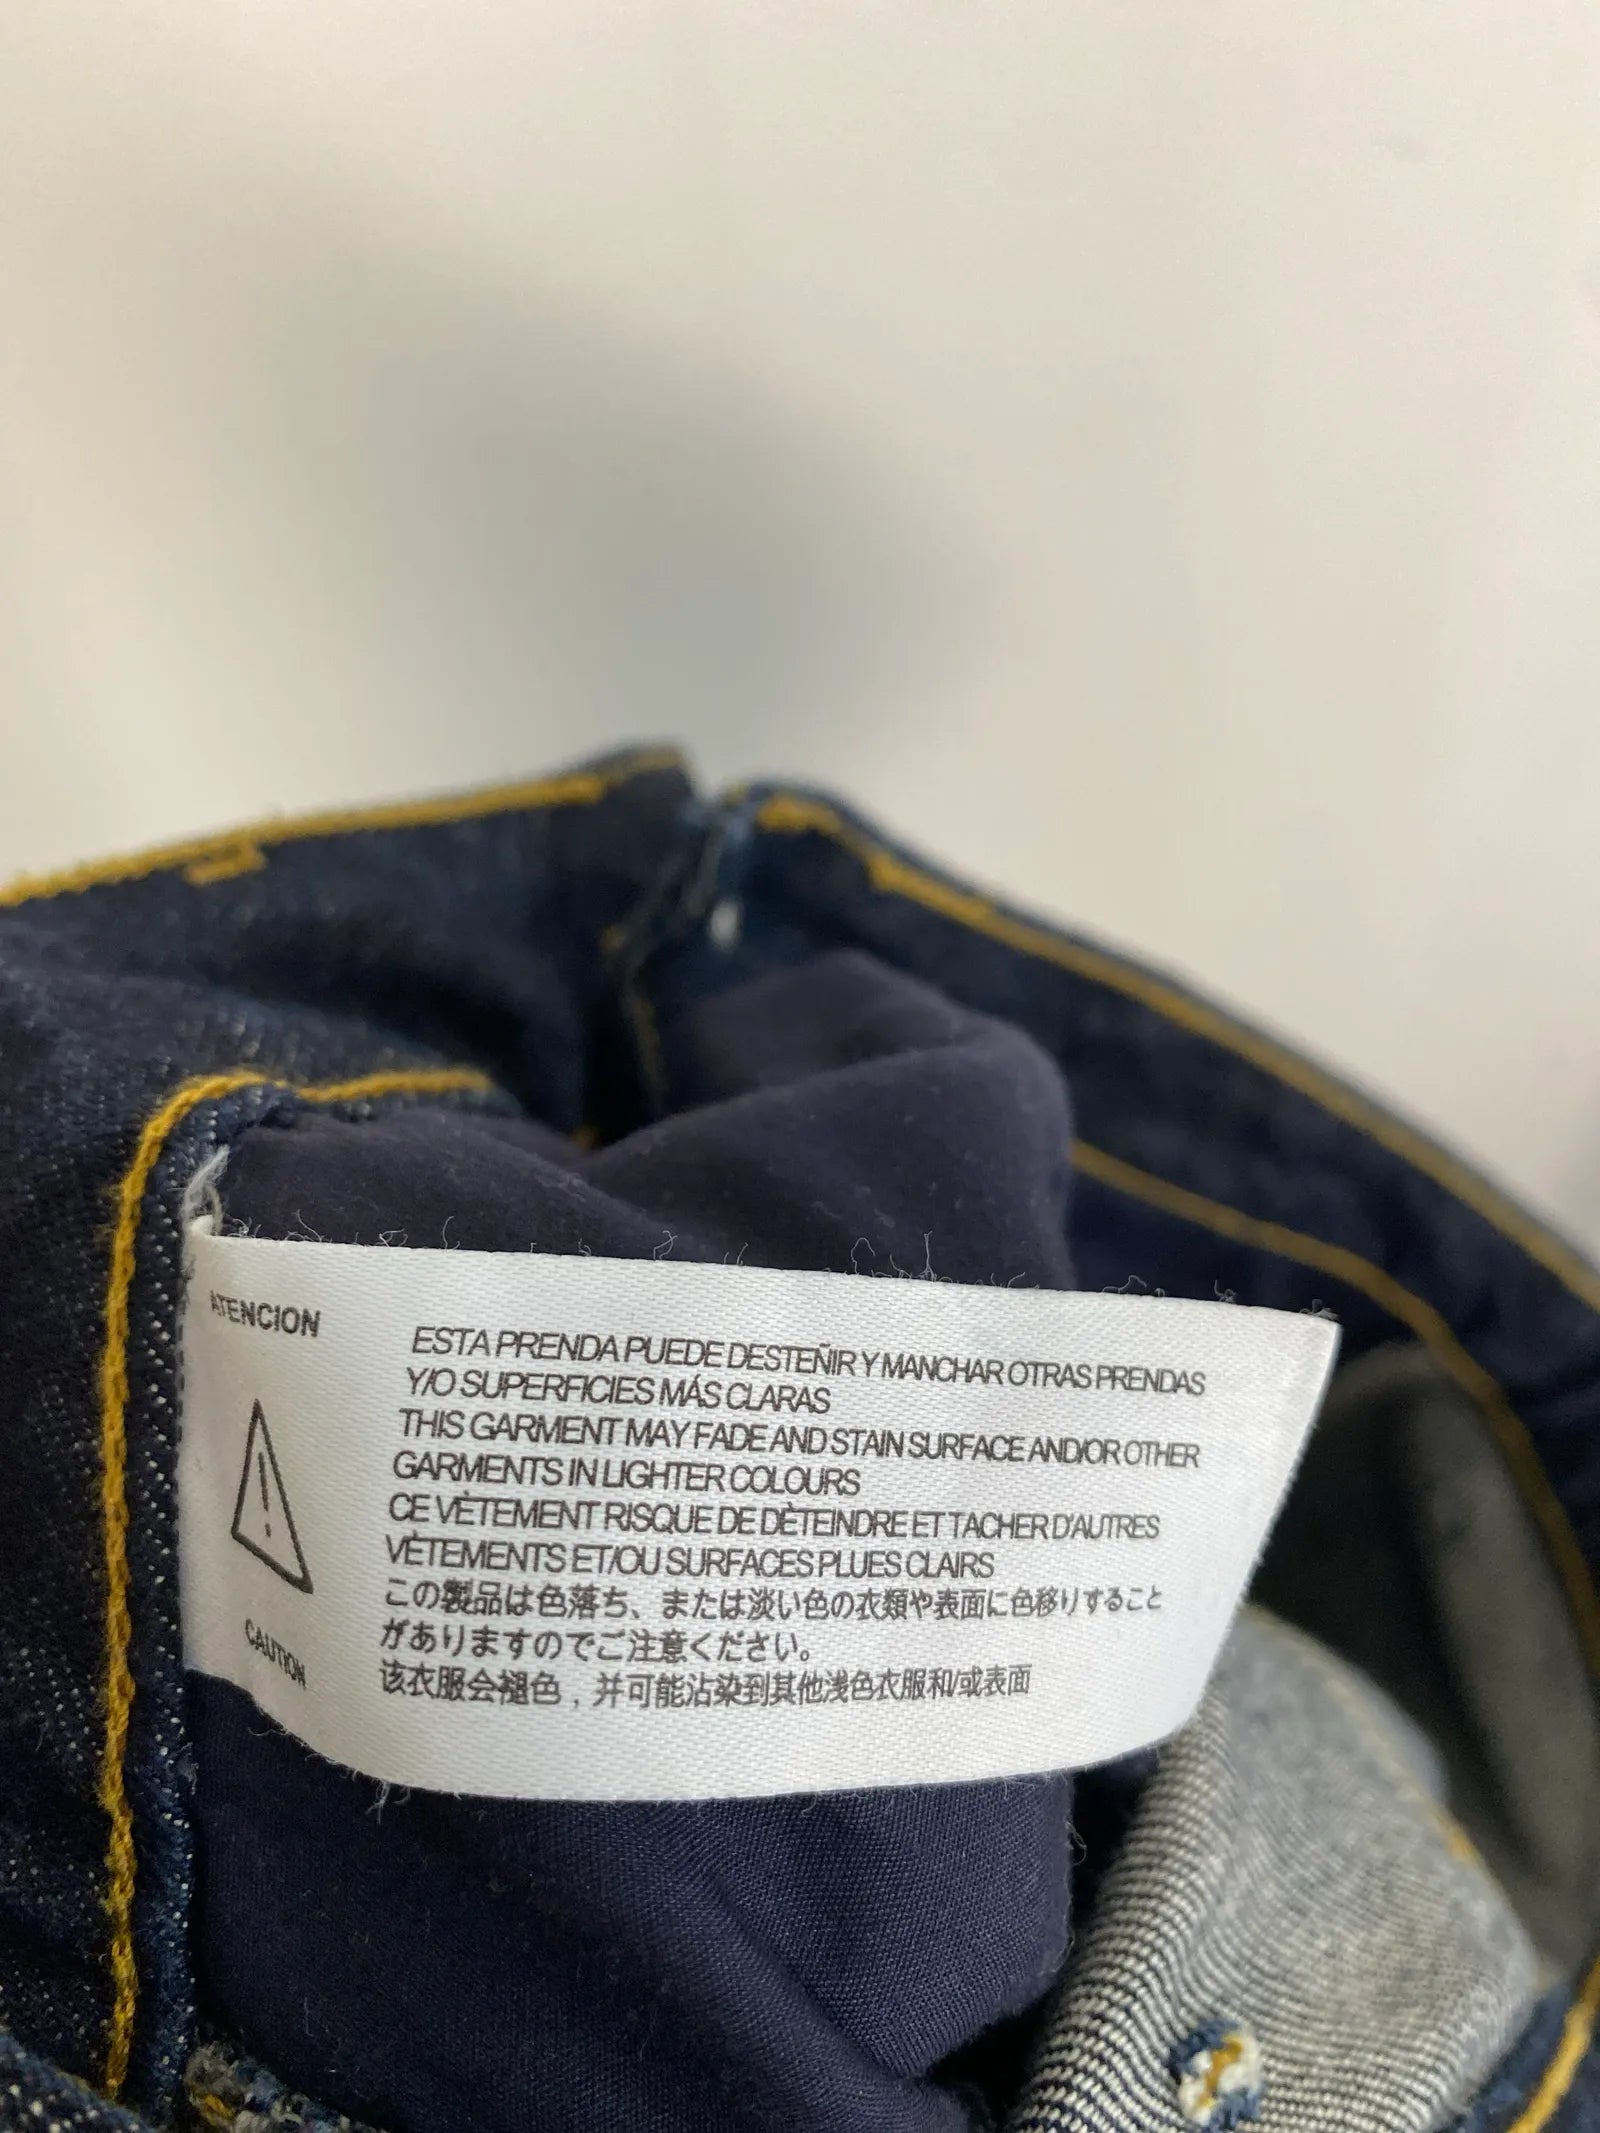 ATENCION
ESTA PRENDA PUEDE DESTEÑIR Y MANCHAR OTRAS PRENDAS
Y/O SUPERFICIES MÁS CLARAS
THIS GARMENT MAY FADE AND STAIN SURFACE AND/OR OTHER
GARMENTS IN LIGHTER COLOURS
CE VÈTEMENT RISQUE DE DÈTEINDRE ET TACHER D'AUTRES
VÈTEMENTS ET/OU SURFACES PLUES CLAIRS
この製品は色落ち、または淡い色の衣類や表面に色移りすること
がありますのでご注意ください。
该衣服会褪色，并可能沾染到其他浅色衣服和/或表面
CAUTION